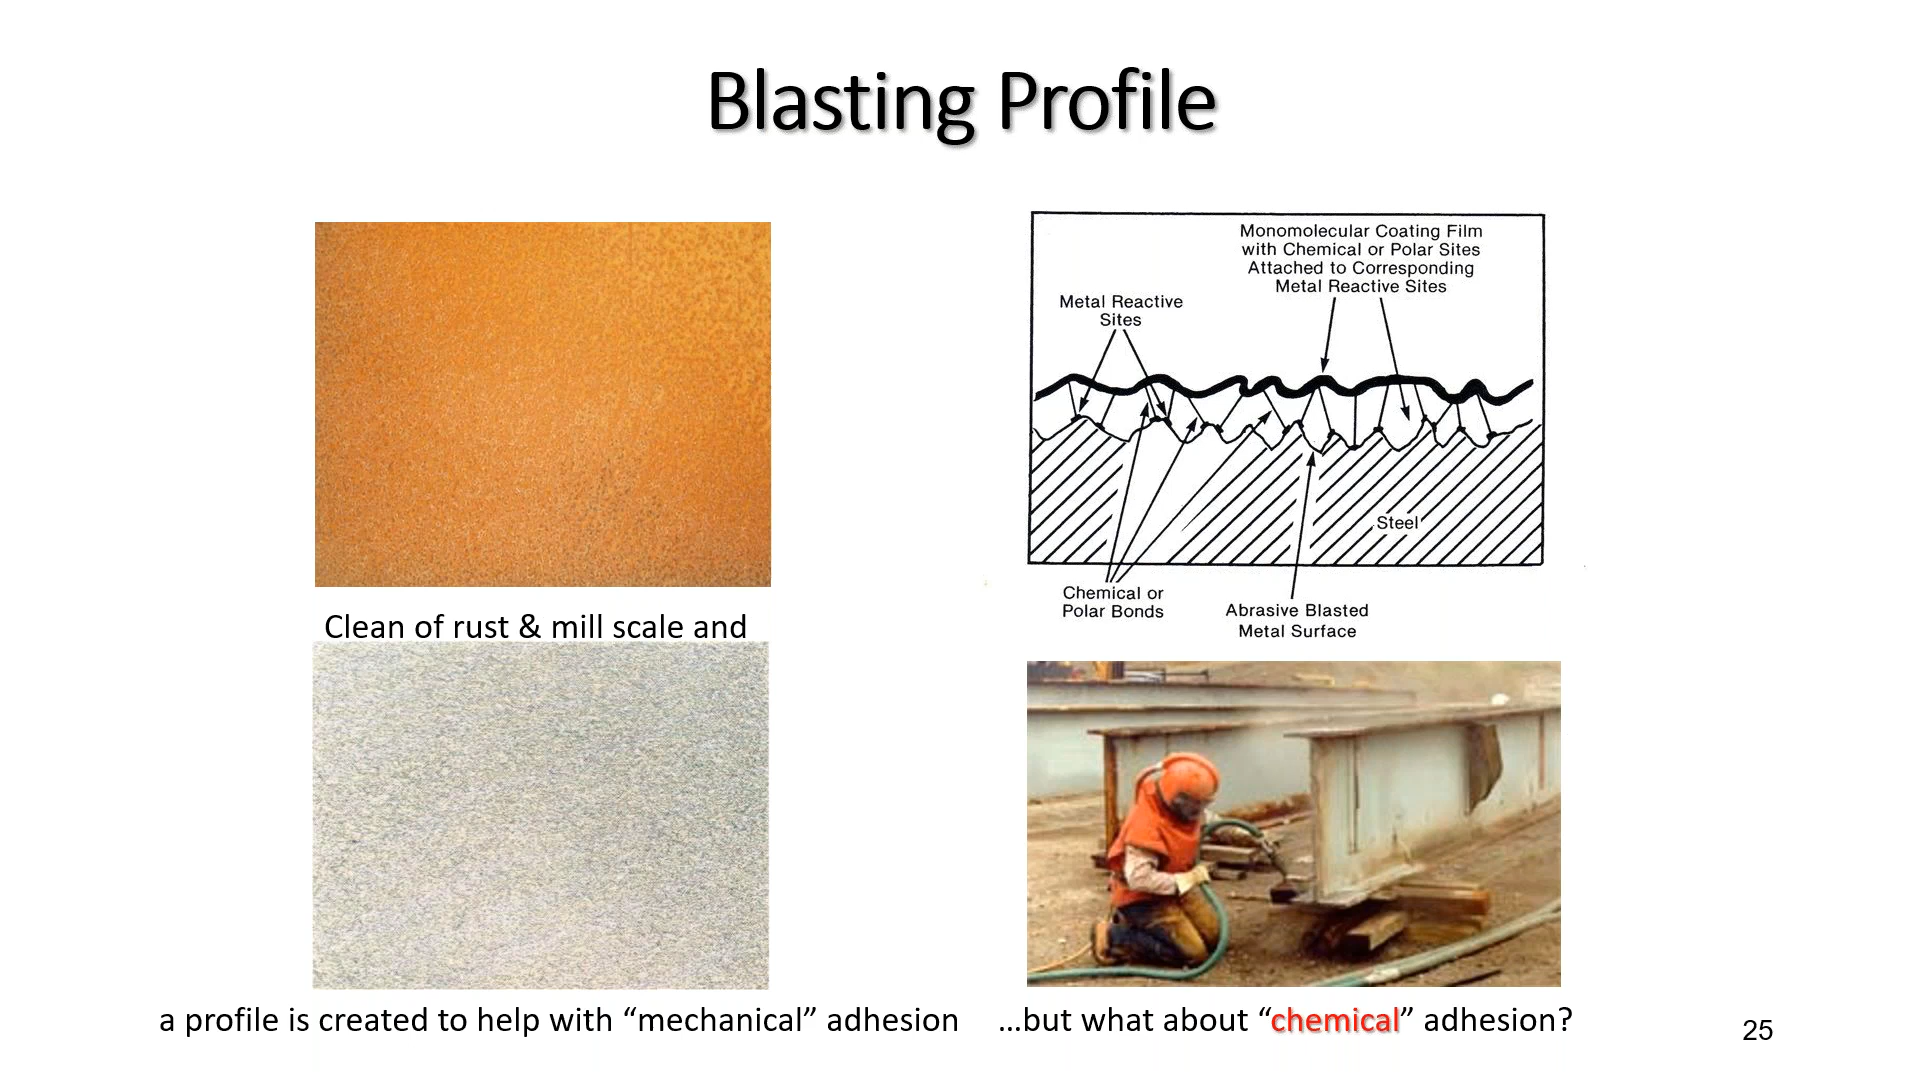 Blasting Profile
Clean of rust & mill scale and
a profile is created to help with “mechanical” adhesion
Monomolecular Coating Film
with Chemical or Polar Sites
Attached to Corresponding
Metal Reactive Sites
Metal Reactive
Sites
Steel
Chemical or
Polar Bonds
Abrasive Blasted
Metal Surface
…but what about “chemical” adhesion?
25